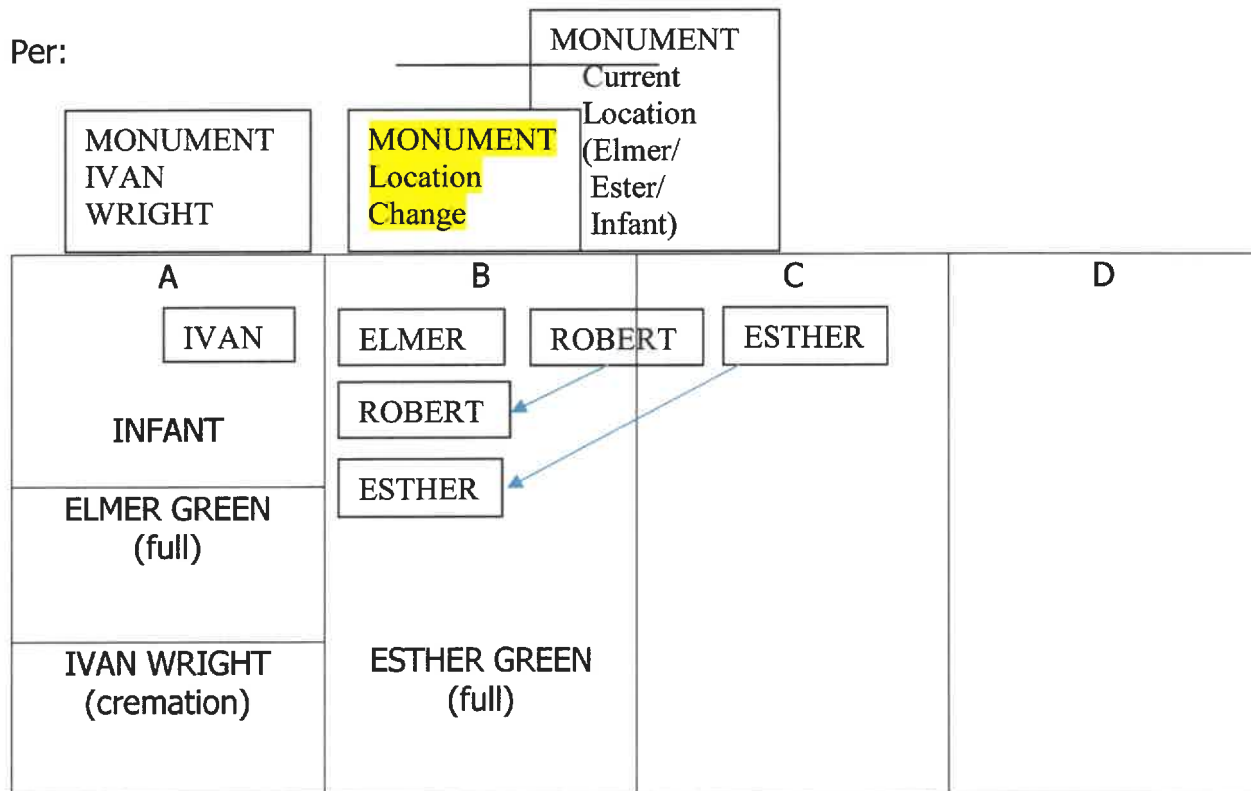 Per:
MONUMENT
Current
Location
(Elmer/
Ester/
Infant)
MONUMENT
IVAN
WRIGHT
MONUMENT
Location
Change
A
B
C
D
IVAN
ELMER
ROBERT
ESTHER
ROBERT
INFANT
ESTHER
ELMER GREEN
(full)
IVAN WRIGHT
(cremation)
ESTHER GREEN
(full)